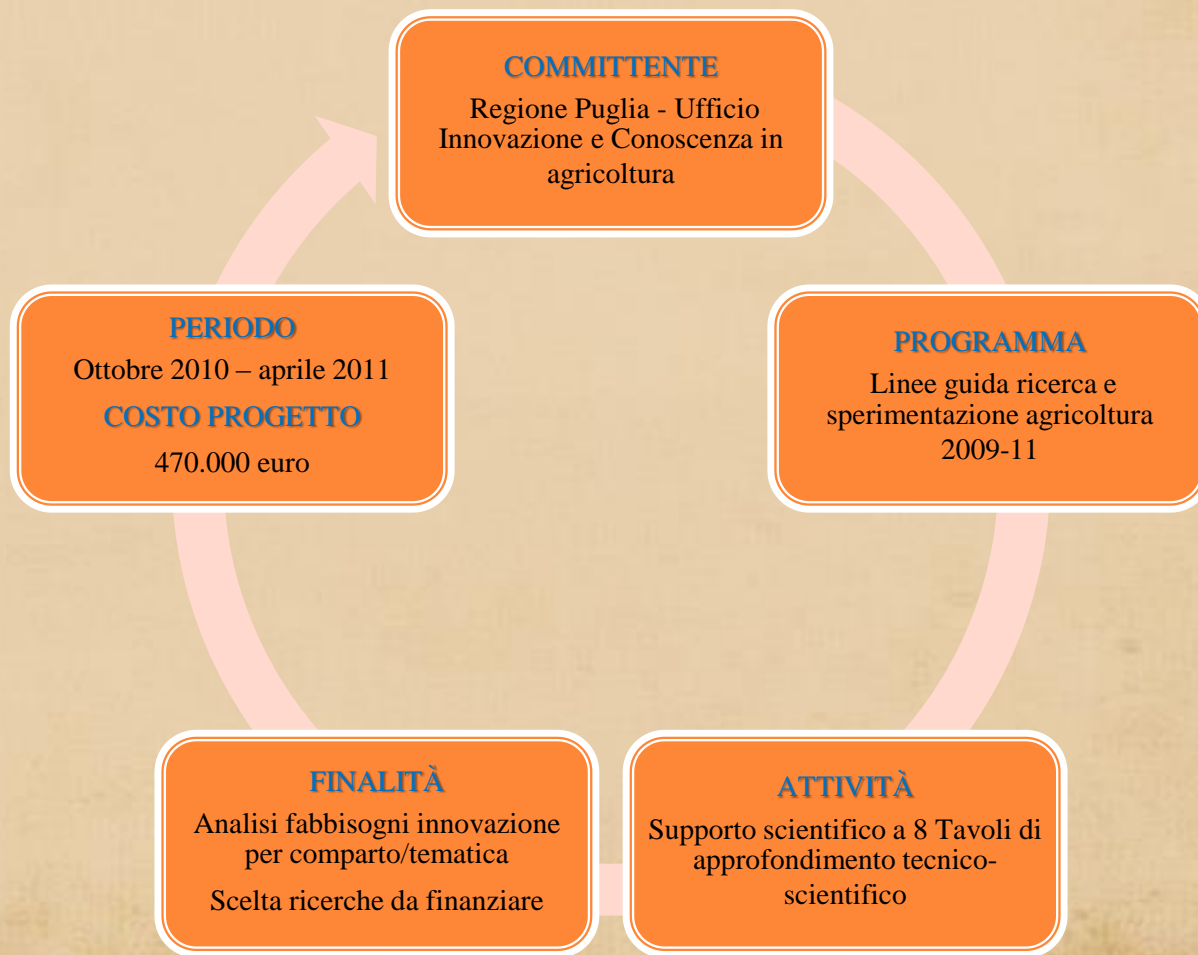 COMMITTENTE
Regione Puglia - Ufficio
Innovazione e Conoscenza in
agricoltura
PROGRAMMA
Linee guida ricerca e
sperimentazione agricoltura
2009-11
ATTIVITÀ
Supporto scientifico a 8 Tavoli di
approfondimento tecnico-
scientifico
FINALITÀ
Analisi fabbisogni innovazione
per comparto/tematica
Scelta ricerche da finanziare
PERIODO
Ottobre 2010 – aprile 2011
COSTO PROGETTO
470.000 euro